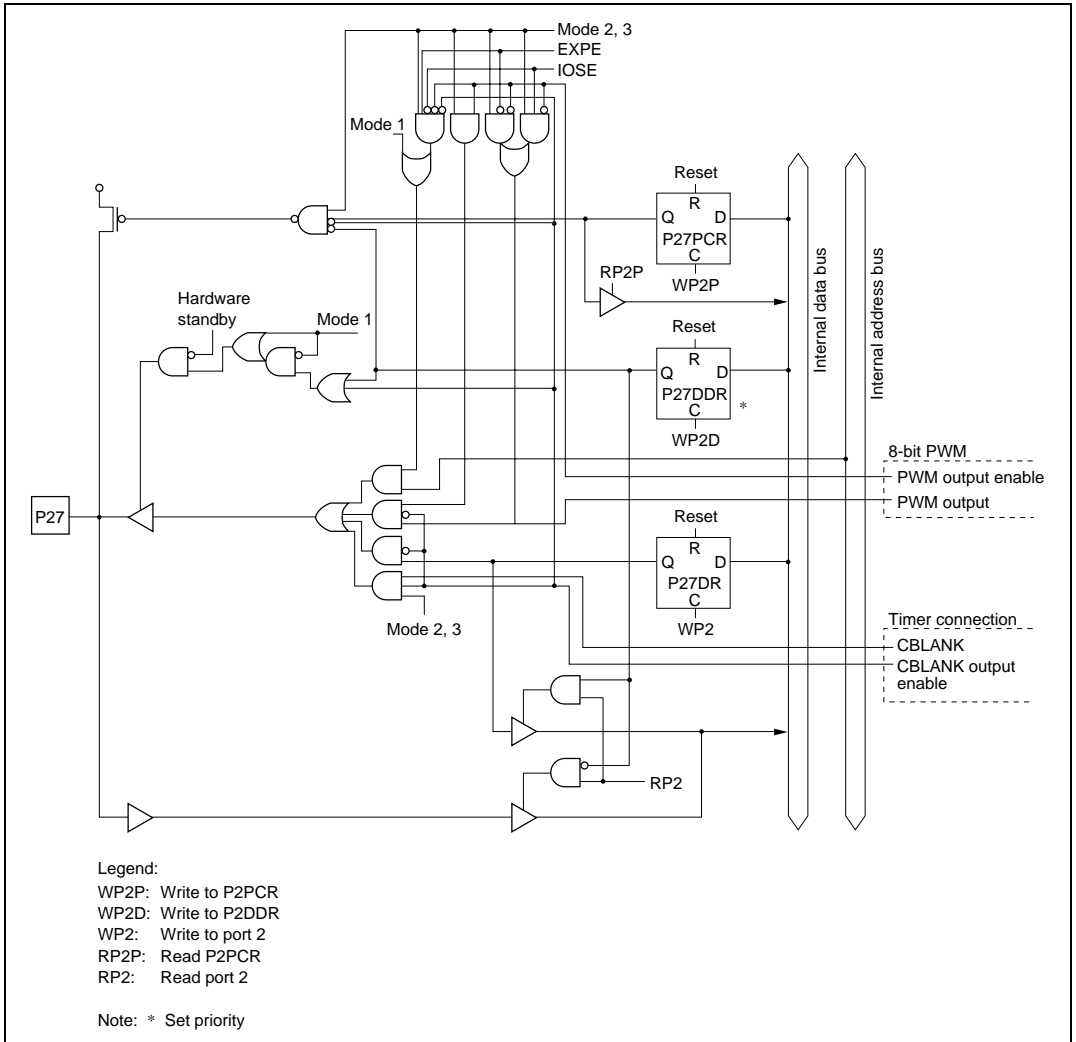 Mode 2, 3
EXPE
IOSE
Mode 1
Reset
R
Q D
P27PCR
C
WP2P
RP2P
Hardware
standby
Mode 1
Reset
R
Q D
P27DDR
C
*
WP2D
Internal data bus
Internal address bus
8-bit PWM
PWM output enable
PWM output
P27
Reset
R
Q D
P27DR
C
WP2
Mode 2, 3
Timer connection
CBLANK
CBLANK output
enable
RP2
Legend:
WP2P: Write to P2PCR
WP2D: Write to P2DDR
WP2: Write to port 2
RP2P: Read P2PCR
RP2: Read port 2
Note: * Set priority